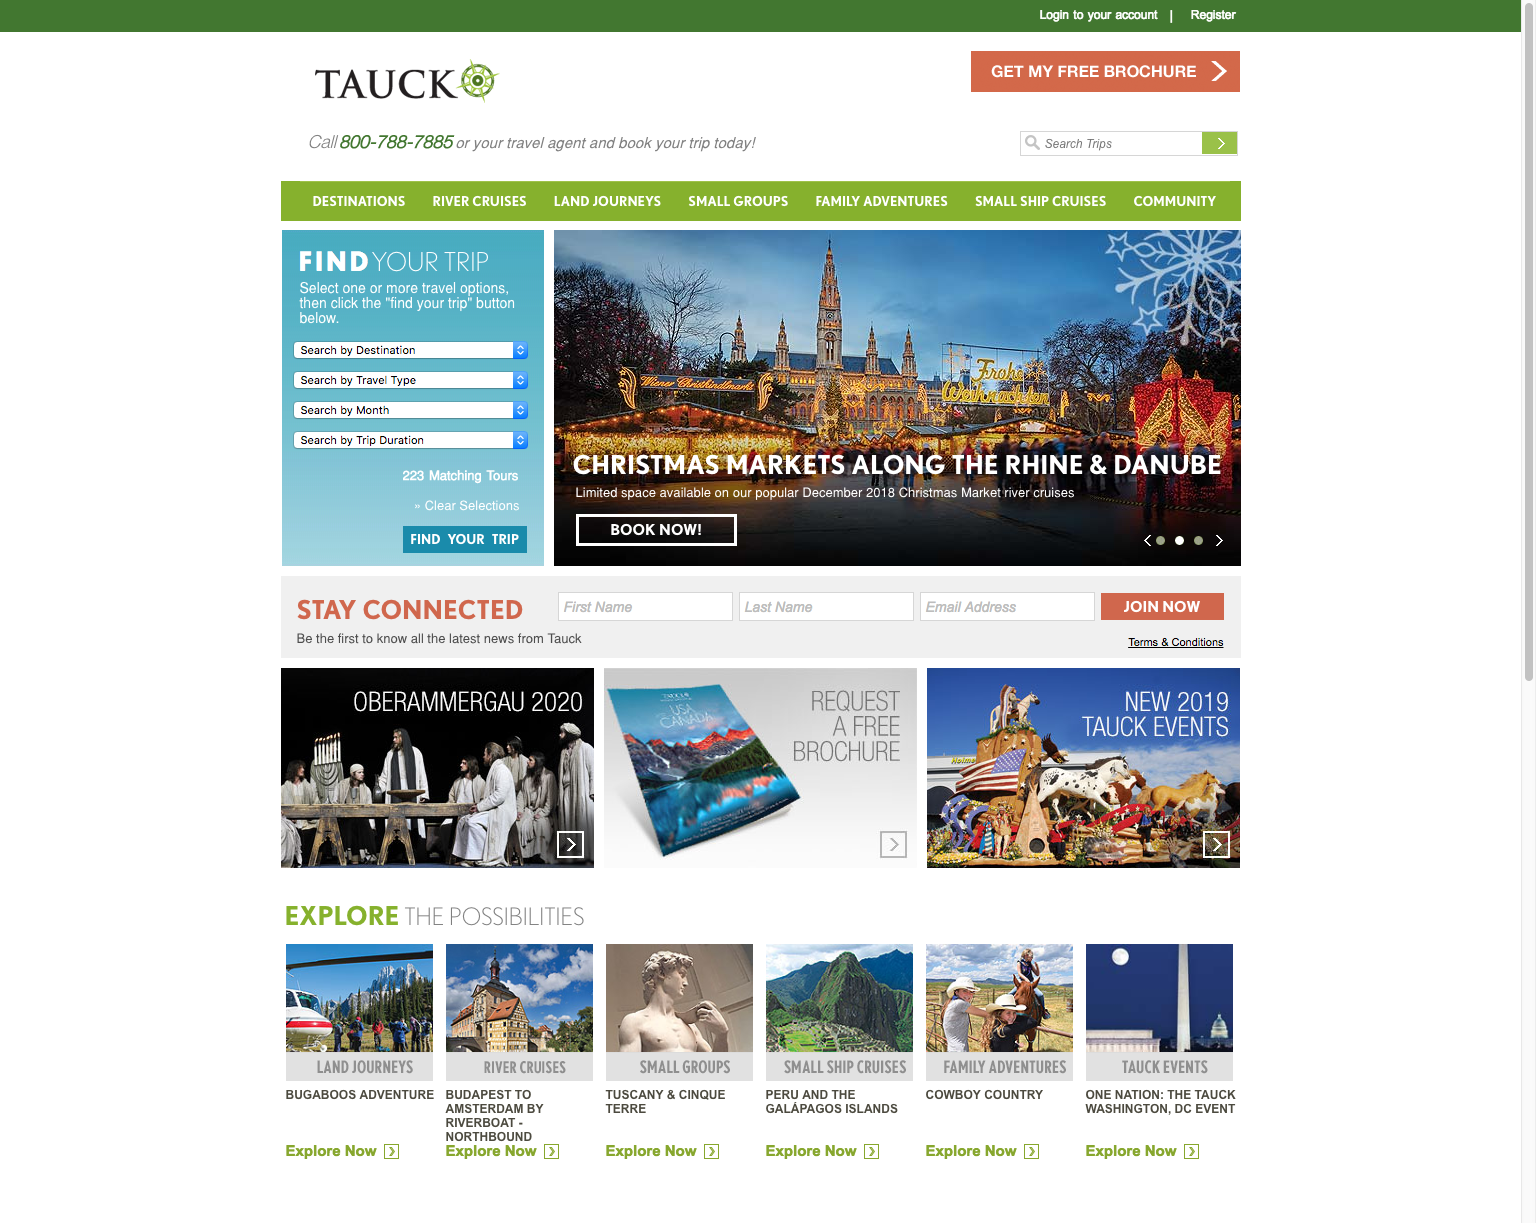 Login to your account | Register
TAUCK
GET MY FREE BROCHURE
Call 800-788-7885 or your travel agent and book your trip today!
Search Trips
DESTINATIONS RIVER CRUISES LAND JOURNEYS SMALL GROUPS FAMILY ADVENTURES SMALL SHIP CRUISES COMMUNITY
FIND YOUR TRIP
Select one or more travel options,
then click the "find your trip" button
below.
Search by Destination
Search by Travel Type
Search by Month
Search by Trip Duration
223 Matching Tours
» Clear Selections
FIND YOUR TRIP
Wiener Christkindlmarkt
Frohe
Weihnachten
CHRISTMAS MARKETS ALONG THE RHINE & DANUBE
Limited space available on our popular December 2018 Christmas Market river cruises
BOOK NOW!
STAY CONNECTED
First Name
Last Name
Email Address
JOIN NOW
Be the first to know all the latest news from Tauck
Terms & Conditions
OBERAMMERGAU 2020
TAUCK
USA
CANADA
REQUEST
A FREE
BROCHURE
NEW 2019
TAUCK EVENTS
EXPLORE THE POSSIBILITIES
LAND JOURNEYS
BUGABOOS ADVENTURE
Explore Now
RIVER CRUISES
BUDAPEST TO
AMSTERDAM BY
RIVERBOAT -
NORTHBOUND
Explore Now
SMALL GROUPS
TUSCANY & CINQUE
TERRE
Explore Now
SMALL SHIP CRUISES
PERU AND THE
GALÁPAGOS ISLANDS
Explore Now
FAMILY ADVENTURES
COWBOY COUNTRY
Explore Now
TAUCK EVENTS
ONE NATION: THE TAUCK
WASHINGTON, DC EVENT
Explore Now